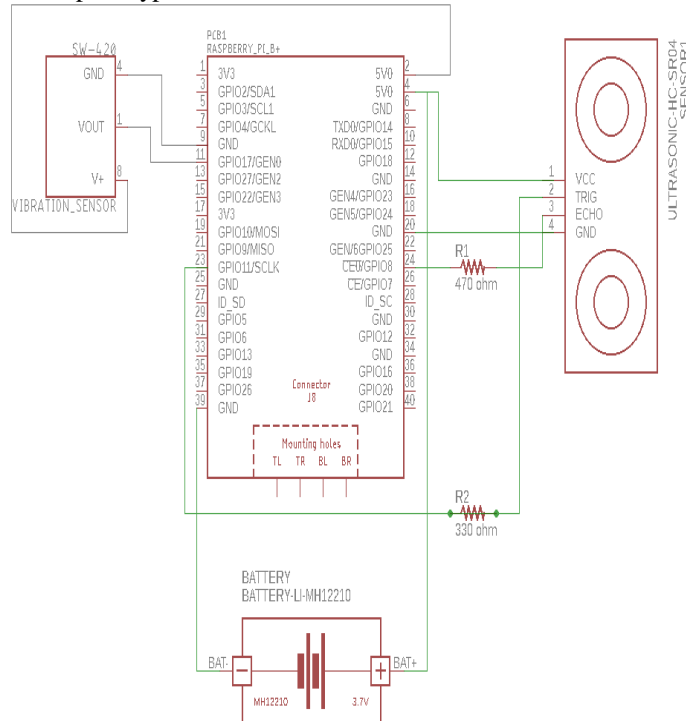 PCB1
RASPBERRY_PI_B+
SW-420
GND 4
VOUT 1
V+ 8
VIBRATION_SENSOR
1 3V3 5V0 2
3 GPIO2/SDA1 5V0 4
5 GPIO3/SCL1 GND 6
7 GPIO4/GCKL TXD0/GPIO14 8
9 GND RXD0/GPIO15 10
11 GPIO17/GEN0 GPIO18 12
13 GPIO27/GEN2 GND 14
15 GPIO22/GEN3 GEN4/GPIO23 16
17 3V3 GEN5/GPIO24 18
19 GPIO10/MOSI GND 20
21 GPIO9/MISO GEN/6GPIO25 22
23 GPIO11/SCLK CE0/GPIO8 24
25 GND CE/GPIO7 26
27 ID_SD ID_SC 28
29 GPIO5 GND 30
31 GPIO6 GPIO12 32
33 GPIO13 GND 34
35 GPIO19 GPIO16 36
37 GPIO26 GPIO20 38
39 GND GPIO21 40
Connector
J8
Mounting holes
TL TR BL BR
1 VCC
2 TRIG
3 ECHO
4 GND
ULTRASONIC-HC-SR04
SENSOR1
R1
470 ohm
R2
330 ohm
BATTERY
BATTERY-LI-MH12210
BAT- − + BAT+
MH12210 3.7V